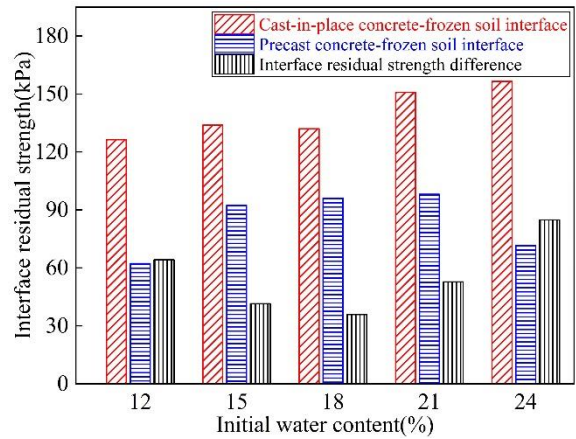 Cast-in-place concrete-frozen soil interface
Precast concrete-frozen soil interface
Interface residual strength difference
Interface residual strength(kPa)
180
150
120
90
60
30
0
12 15 18 21 24
Initial water content(%)